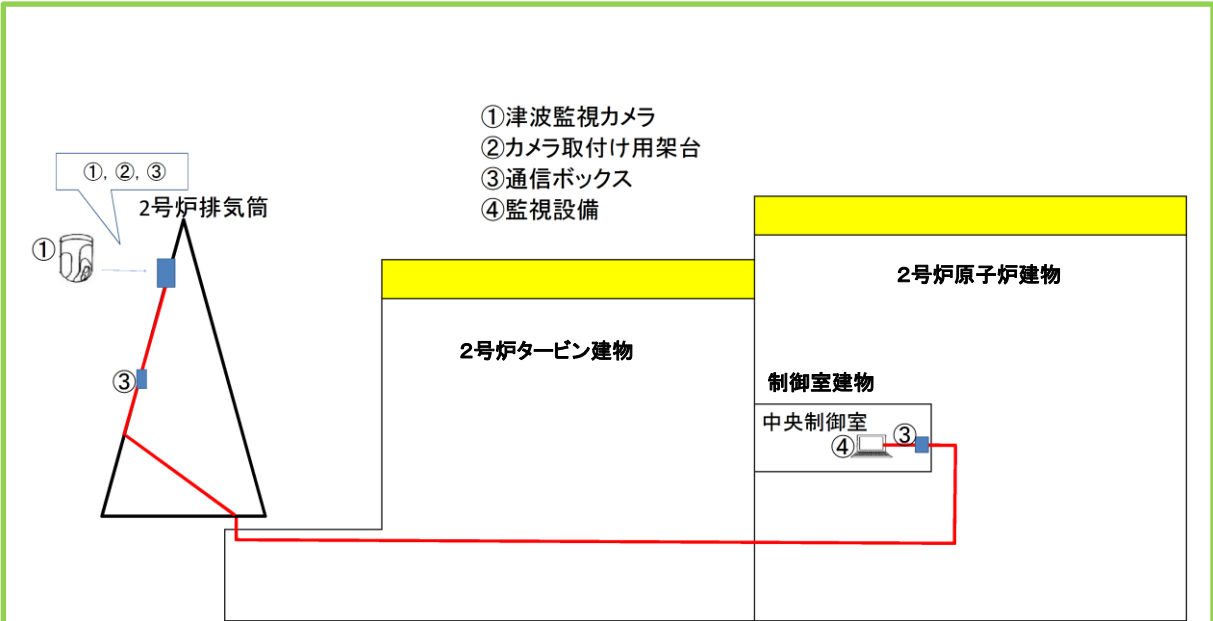 ①津波監視カメラ
②カメラ取付け用架台
③通信ボックス
④監視設備
①, ②, ③
2号炉排気筒
①
③
２号炉タービン建物
２号炉原子炉建物
制御室建物
中央制御室
④
③